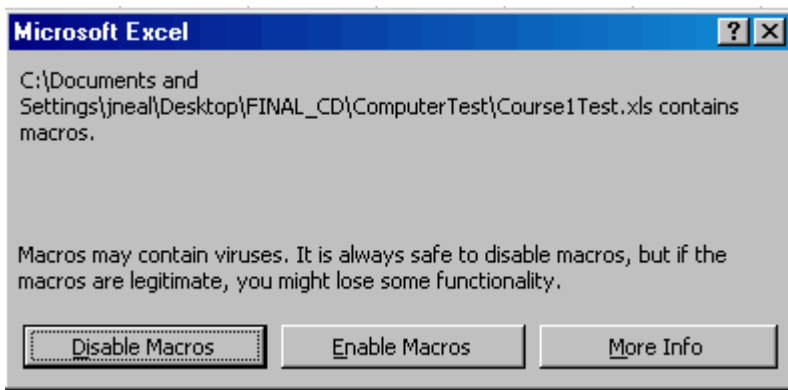 Microsoft Excel
? X
C:\Documents and
Settings\jneal\Desktop\FINAL_CD\ComputerTest\Course1Test.xls contains
macros.
Macros may contain viruses. It is always safe to disable macros, but if the
macros are legitimate, you might lose some functionality.
Disable Macros Enable Macros More Info